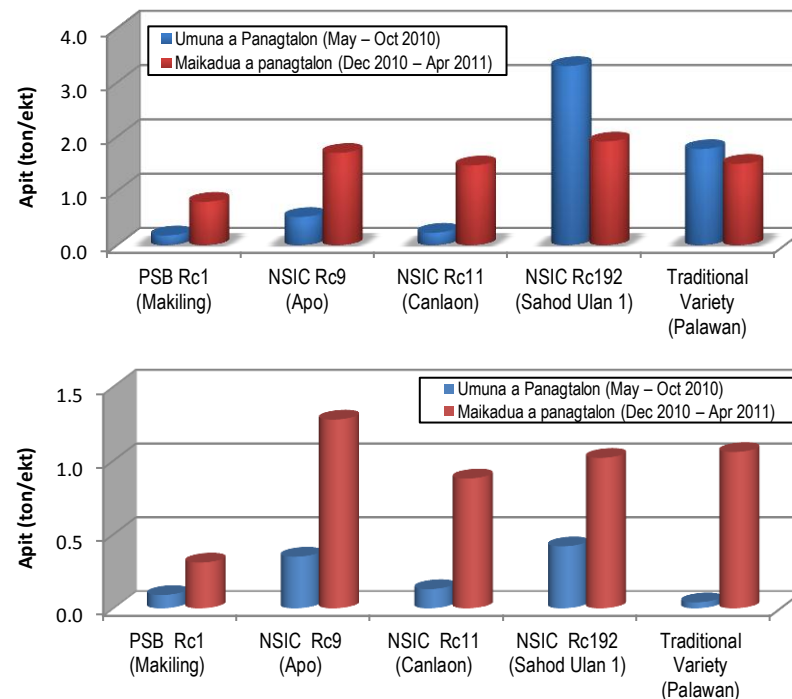 Apit (ton/ekt)
4.0
3.0
2.0
1.0
0.0
Umuna a Panagtalon (May – Oct 2010)
Maikadua a panagtalon (Dec 2010 – Apr 2011)
PSB Rc1 (Makiling)
NSIC Rc9 (Apo)
NSIC Rc11 (Canlaon)
NSIC Rc192 (Sahod Ulan 1)
Traditional Variety (Palawan)
Apit (ton/ekt)
1.5
1.0
0.5
0.0
Umuna a Panagtalon (May – Oct 2010)
Maikadua a panagtalon (Dec 2010 – Apr 2011)
PSB Rc1 (Makiling)
NSIC Rc9 (Apo)
NSIC Rc11 (Canlaon)
NSIC Rc192 (Sahod Ulan 1)
Traditional Variety (Palawan)